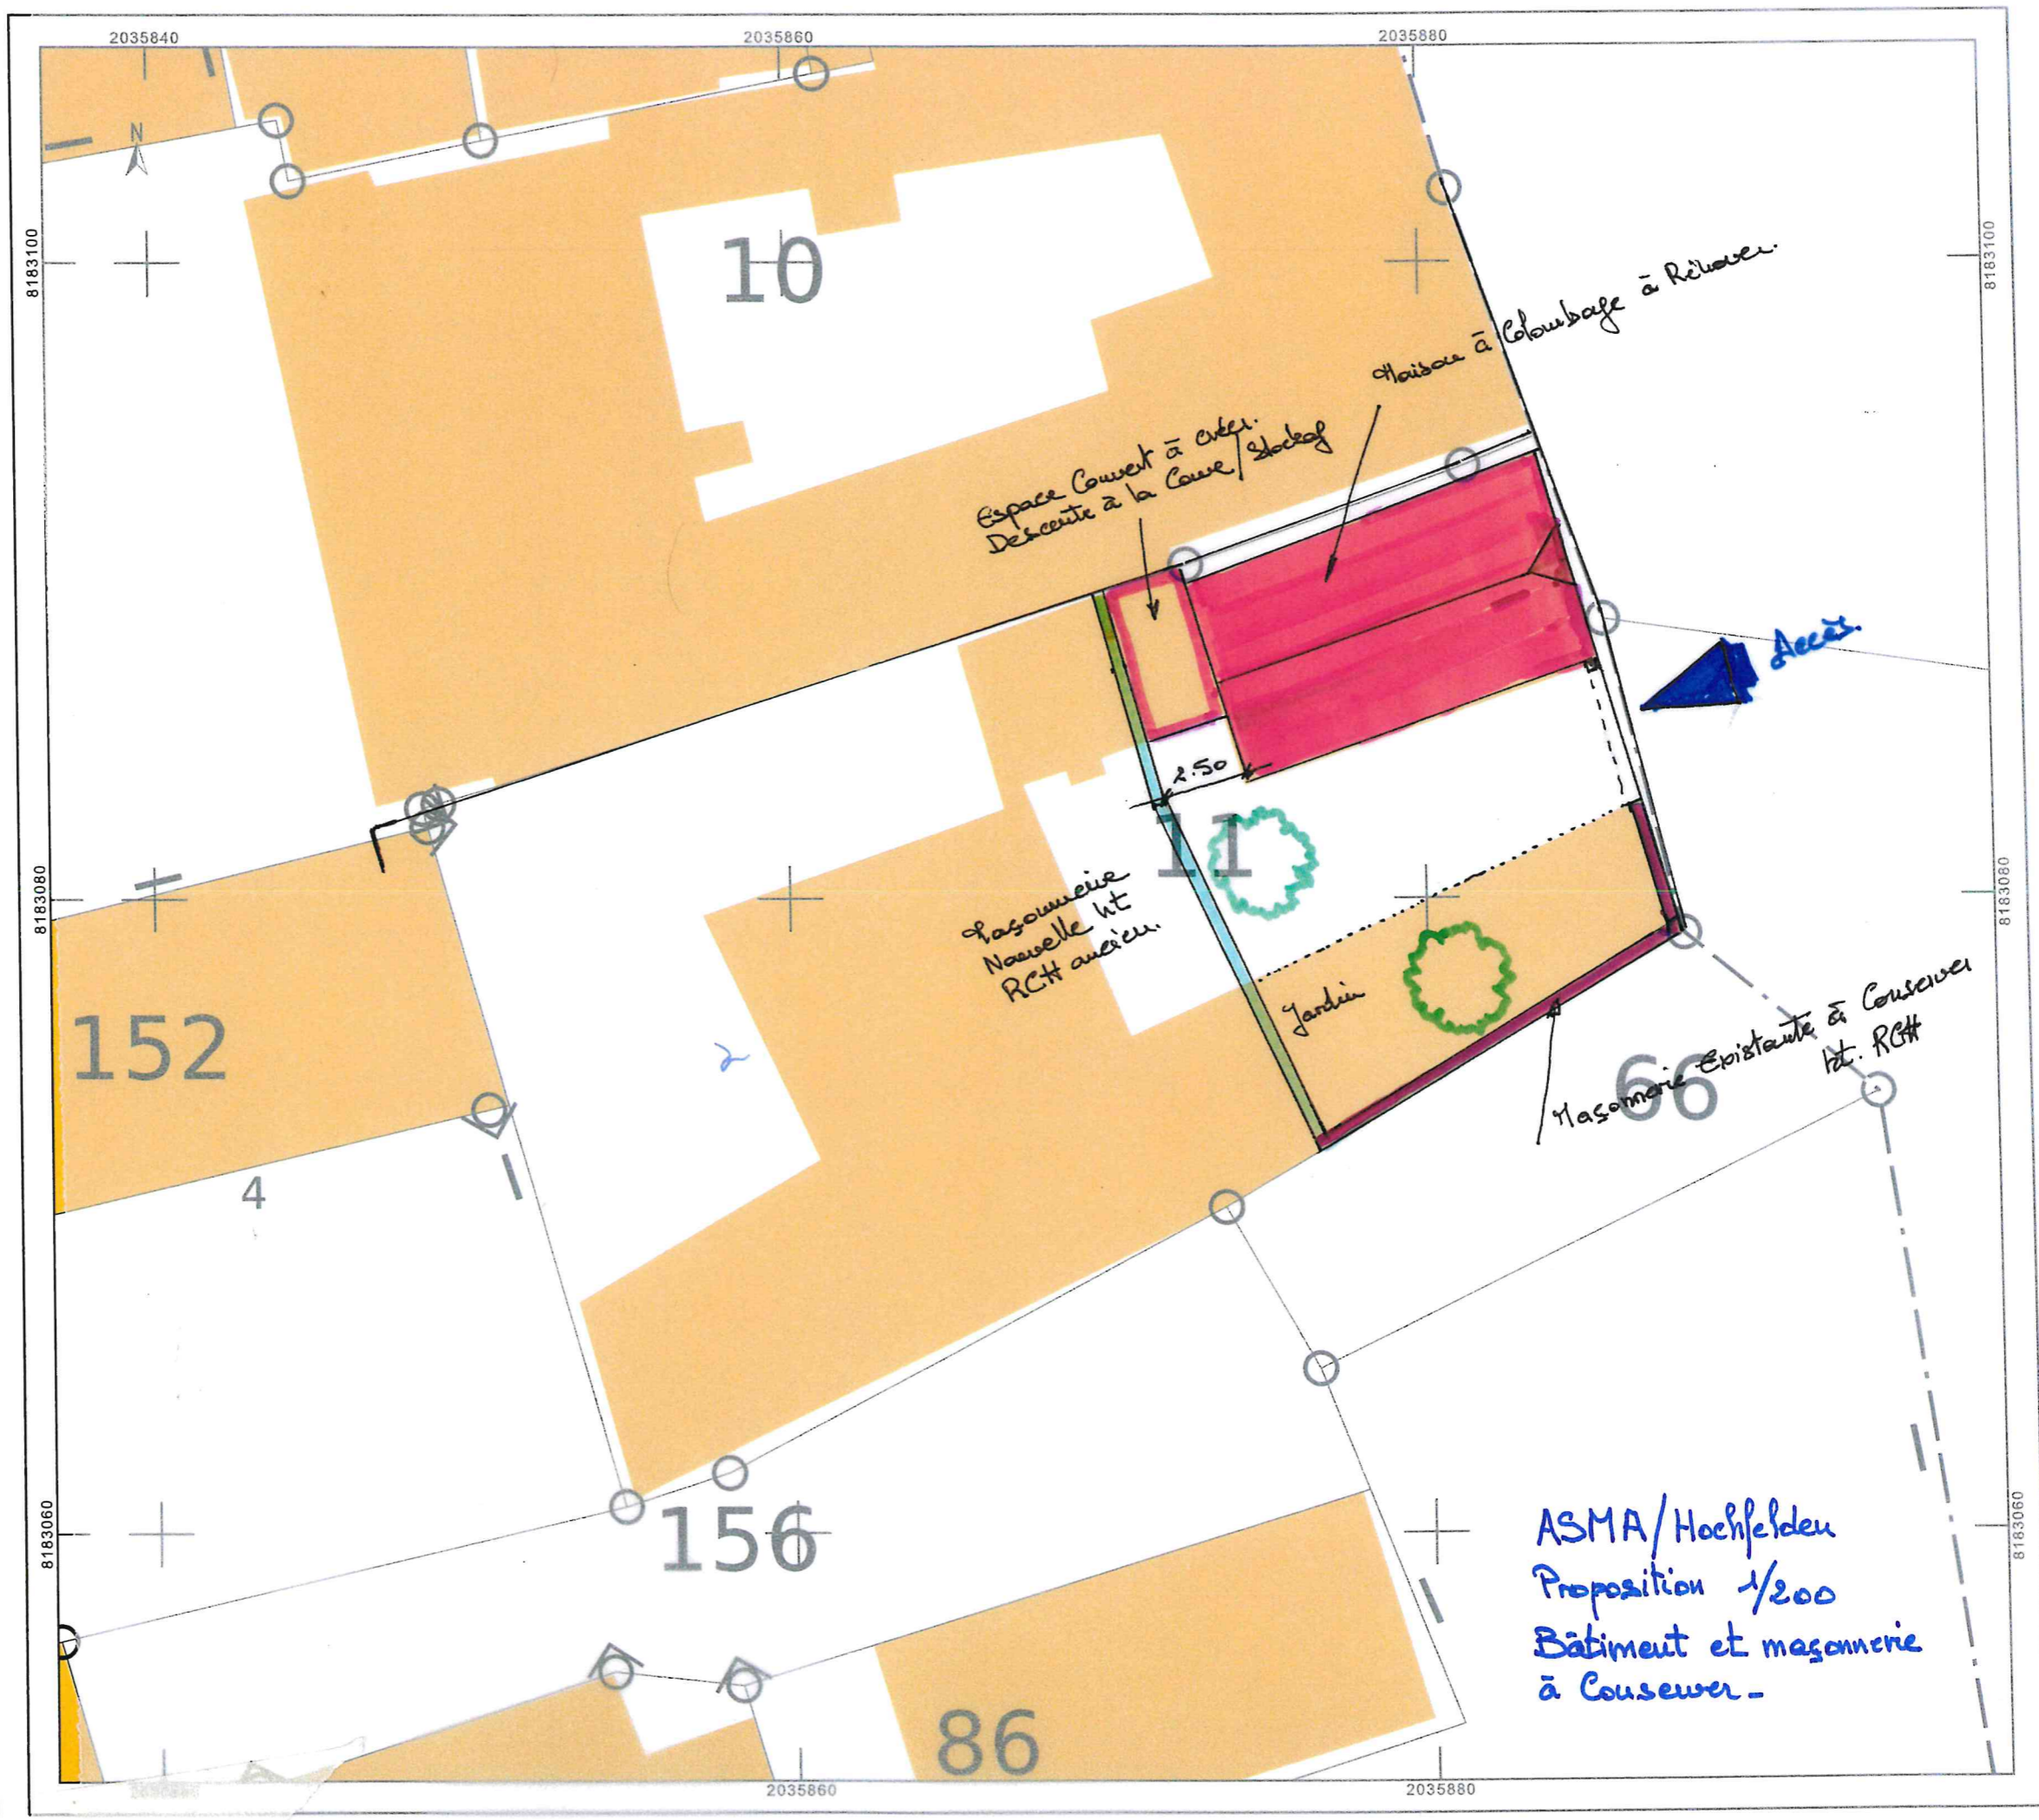 2035840
2035860
2035880
N
8183100
8183100
10
Maison à Colombage à Rénover.
Espace Couvert à créer.
Descente à la Cave/Stockage
Accès.
2.50
11
8183080
8183080
Maçonnerie
Nouvelle ht
RCH ancien.
Jardin
152
2
Maçonnerie Existante à Conserver
ht. RCH
66
4
8183060
8183060
156
ASMA/Hochfelden
Proposition 1/200
Bâtiment et maçonnerie
à Conserver -
86
2035860
2035880